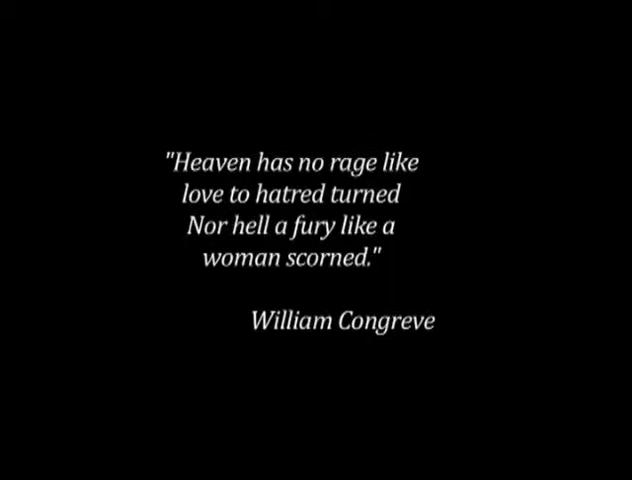 "Heaven has no rage like
love to hatred turned
Nor hell a fury like a
woman scorned."
William Congreve